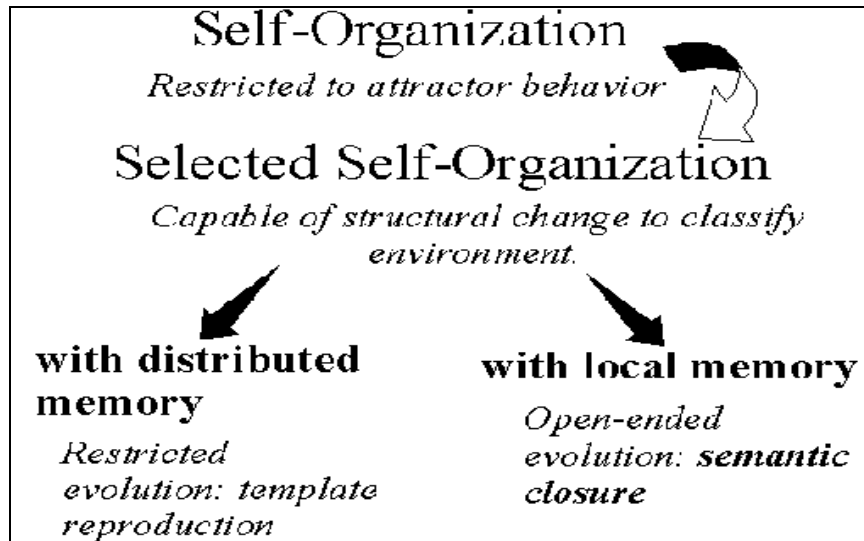 Self-Organization
Restricted to attractor behavior
Selected Self-Organization
Capable of structural change to classify
environment.
with distributed
memory
Restricted
evolution: template
reproduction
with local memory
Open-ended
evolution: semantic
closure